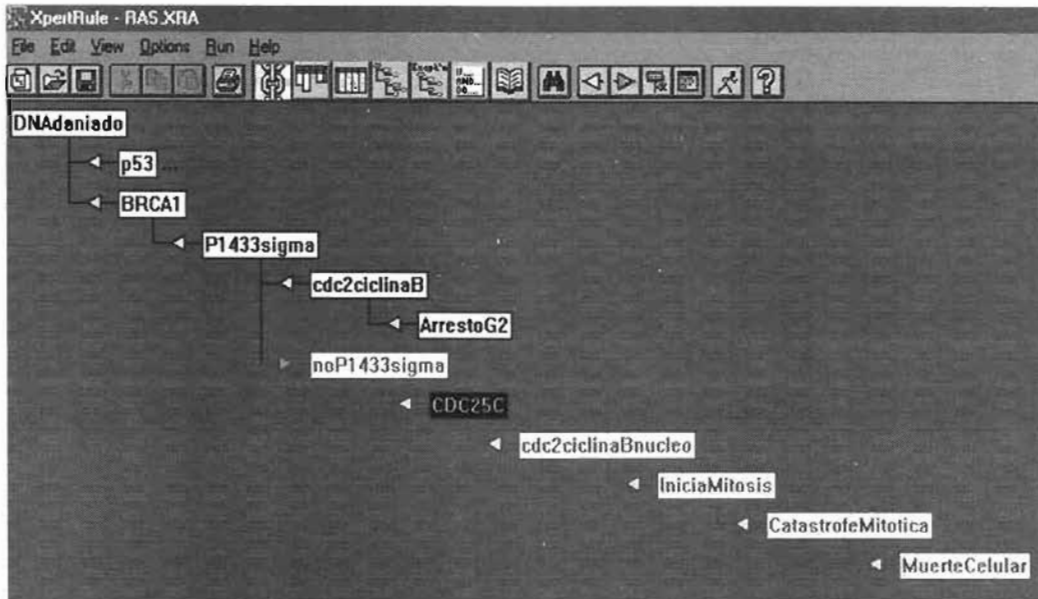 XpertRule - RAS.XRA
File Edit View Options Run Help
DNAdaniado
p53 ...
BRCA1
P1433sigma
cdc2ciclinaB
ArrestoG2
noP1433sigma
CDC25C
cdc2ciclinaBnucleo
IniciaMitosis
CatastrofeMitotica
MuerteCelular